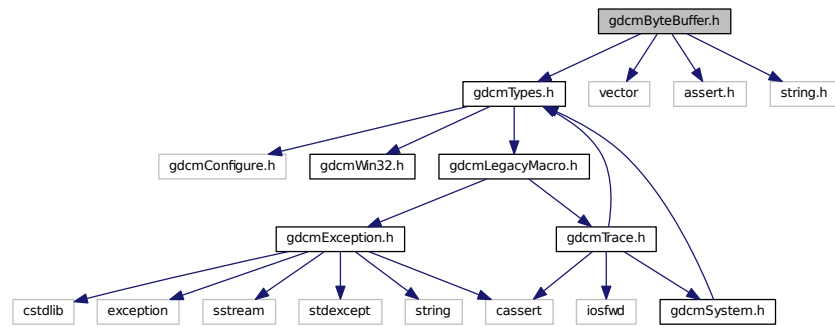 gdcmByteBuffer.h
gdcmTypes.h
vector
assert.h
string.h
gdcmConfigure.h
gdcmWin32.h
gdcmLegacyMacro.h
gdcmException.h
gdcmTrace.h
cstdlib
exception
sstream
stdexcept
string
cassert
iosfwd
gdcmSystem.h